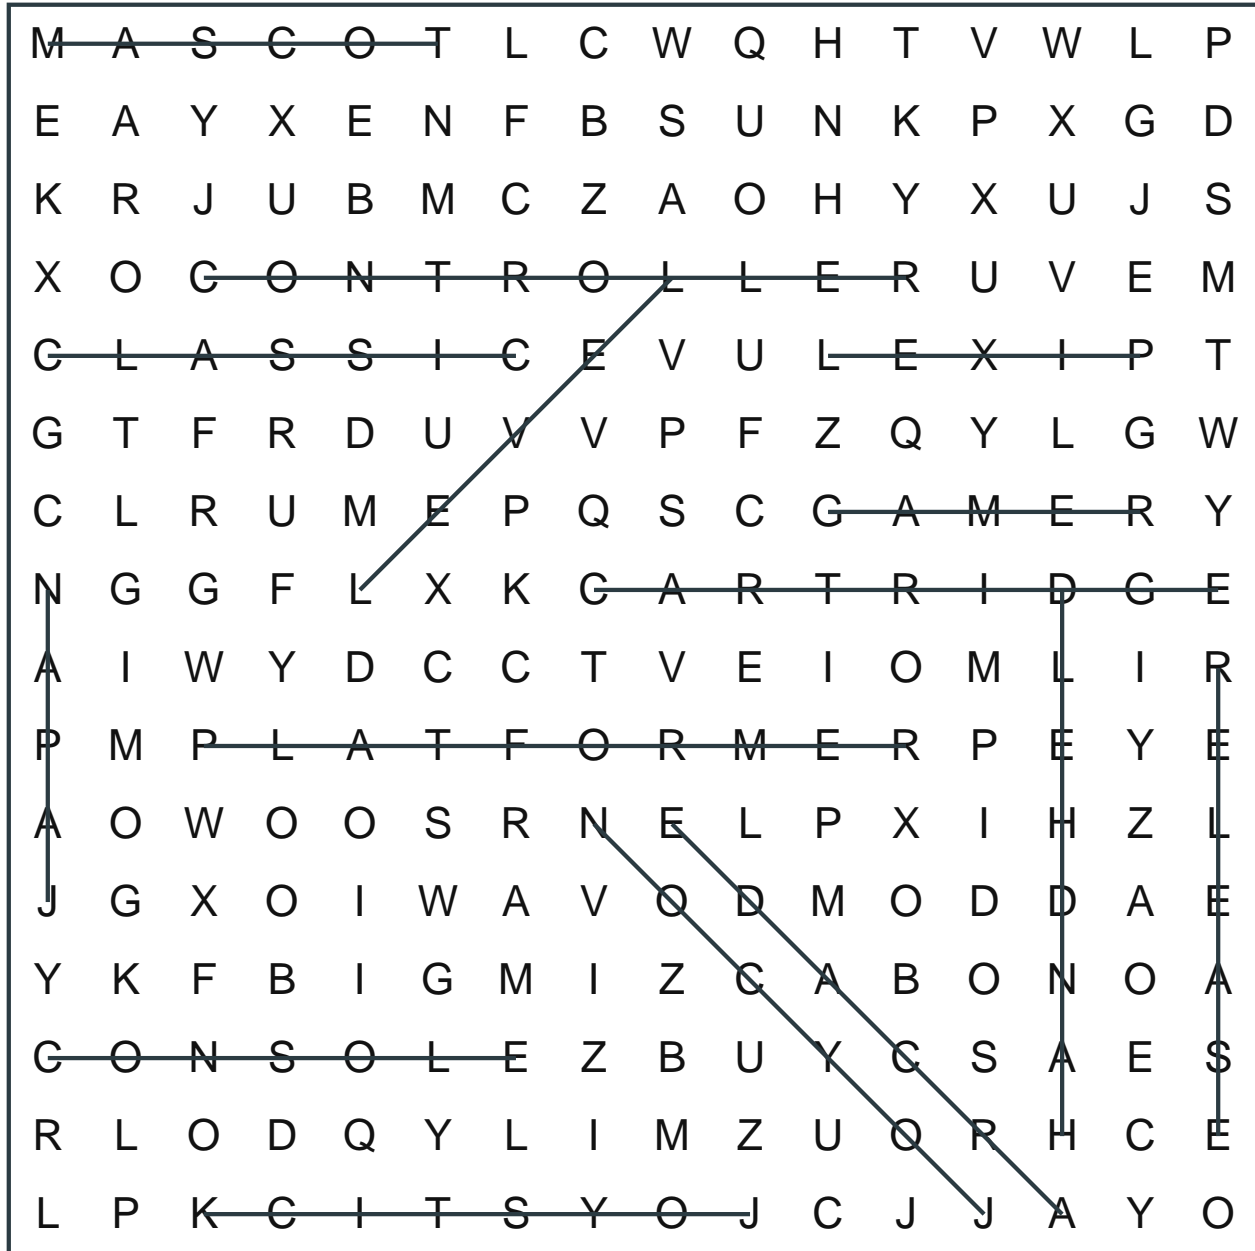 M A S C O T L C W Q H T V W L P
E A Y X E N F B S U N K P X G D
K R J U B M C Z A O H Y X U J S
X O C O N T R O L L E R U V E M
C L A S S I C E V U L E X I P T
G T F R D U V V P F Z Q Y L G W
C L R U M E P Q S C G A M E R Y
N G G F L X K C A R T R I D G E
A I W Y D C C T V E I O M L I R
P M P L A T F O R M E R P E Y E
A O W O O S R N E L P X I H Z L
J G X O I W A V O D M O D D A E
Y K F B I G M I Z C A B O N O A
C O N S O L E Z B U Y C S A E S
R L O D Q Y L I M Z U O R H C E
L P K C I T S Y O J C J J A Y O